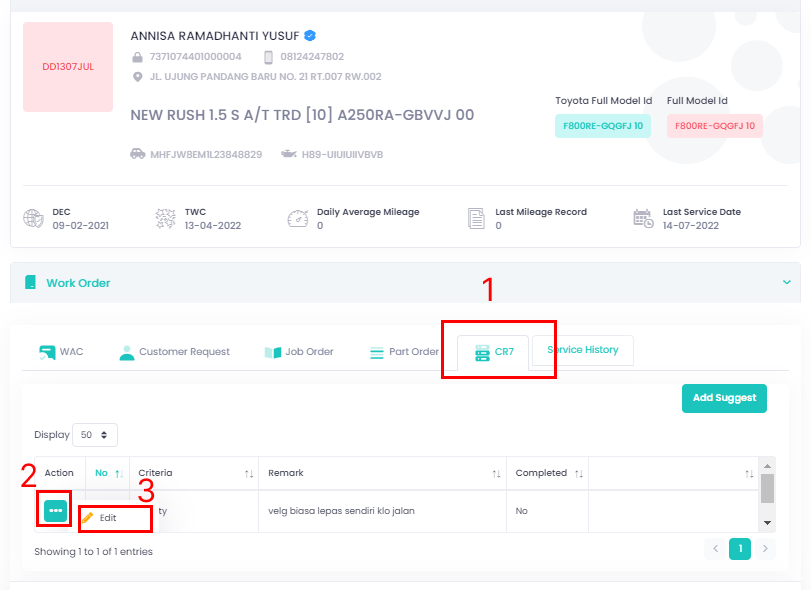 DD1307JUL
ANNISA RAMADHANTI YUSUF
7371074401000004 08124247802
JL. UJUNG PANDANG BARU NO. 21 RT.007 RW.002
NEW RUSH 1.5 S A/T TRD [10] A250RA-GBVVJ 00
Toyota Full Model Id Full Model Id
F800RE-GQGFJ 10 F800RE-GQGFJ 10
MHFJW8EM1L23848829 H89-UIUIUIIVBVB
DEC TWC Daily Average Mileage Last Mileage Record Last Service Date
09-02-2021 13-04-2022 0 0 14-07-2022
Work Order
1
WAC Customer Request Job Order Part Order CR7 Service History
Add Suggest
Display 50
Action No Criteria Remark Completed
2 3
Edit ty velg biasa lepas sendiri klo jalan No
Showing 1 to 1 of 1 entries
1